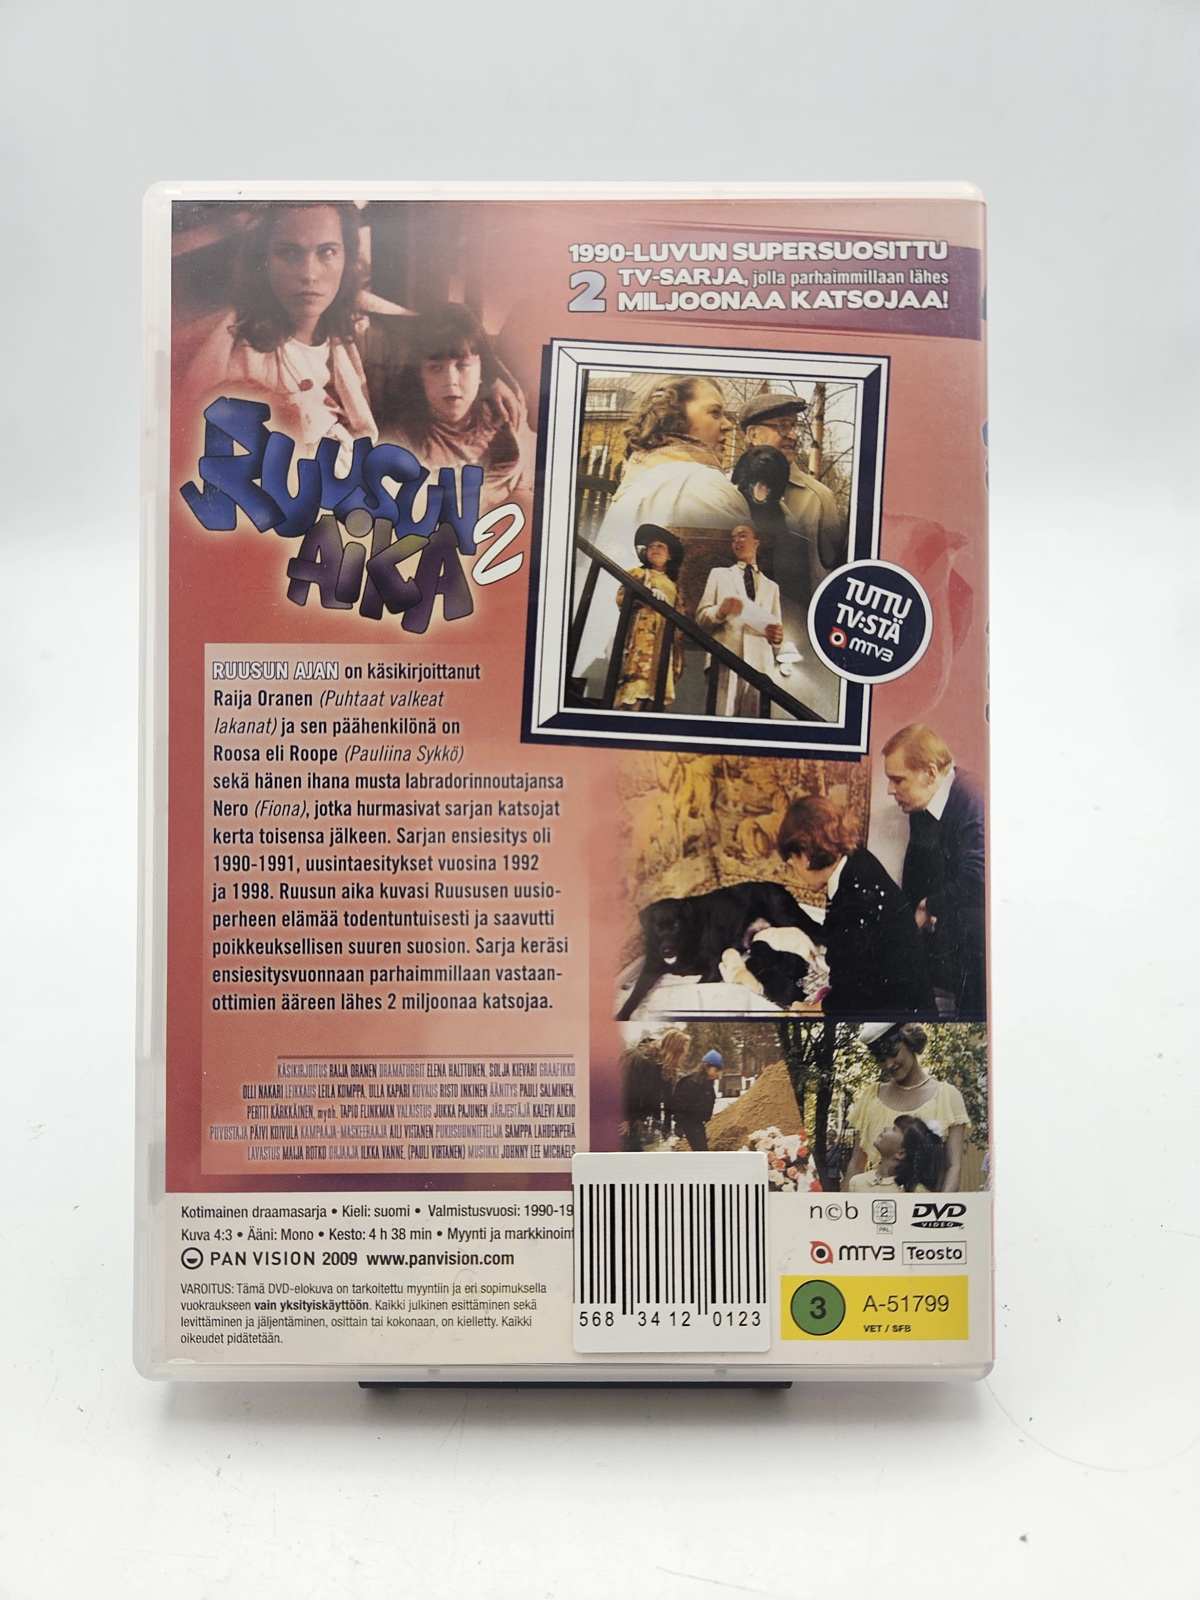 1990-LUVUN SUPERSUOSITTU
TV-SARJA, jolla parhaimmillaan lähes
2 MILJOONAA KATSOJAA!
RUUSUN
AIKA 2
TUTTU
TV:STÄ
MTV3
RUUSUN AJAN on käsikirjoittanut
Raija Oranen (Puhtaat valkeat
lakanat) ja sen päähenkilönä on
Roosa eli Roope (Pauliina Sykkö)
sekä hänen ihana musta labradorinnoutajansa
Nero (Fiona), jotka hurmasivat sarjan katsojat
kerta toisensa jälkeen. Sarjan ensiesitys oli
1990-1991, uusintaesitykset vuosina 1992
ja 1998. Ruusun aika kuvasi Ruususen uusio-
perheen elämää todentuntuisesti ja saavutti
poikkeuksellisen suuren suosion. Sarja keräsi
ensiesitysvuonnaan parhaimmillaan vastaan-
ottimien ääreen lähes 2 miljoonaa katsojaa.
KÄSIKIRJOITUS RAIJA ORANEN DRAMATURGIT ELENA HALTTUNEN, SOLJA KIEVARI GRAAFIKKO
OLLI NAKARI LEIKKAUS LEILA KOMPPA, ULLA KAPARI KUVAUS RISTO INKINEN ÄÄNITYS PAULI SALMINEN,
PERTTI KÄRKKÄINEN, myöh. TAPIO FLINKMAN VALAISTUS JUKKA PAJUNEN JÄRJESTÄJÄ KALEVI ALKIO
PUVUSTAJA PÄIVI KOIVULA KAMPAAJA-MASKEERAAJA AILI VIRTANEN PUKUSUUNNITTELIJA SAMPPA LAHDENPERÄ
LAVASTUS MAIJA ROTKO OHJAAJA ILKKA VANNE, (PAULI VIRTANEN) MUSIIKKI JOHNNY LEE MICHAELS
Kotimainen draamasarja • Kieli: suomi • Valmistusvuosi: 1990-19
Kuva 4:3 • Ääni: Mono • Kesto: 4 h 38 min • Myynti ja markkinoint
PAN VISION 2009 www.panvision.com
VAROITUS: Tämä DVD-elokuva on tarkoitettu myyntiin ja eri sopimuksella
vuokraukseen vain yksityiskäyttöön. Kaikki julkinen esittäminen sekä
levittäminen ja jäljentäminen, osittain tai kokonaan, on kielletty. Kaikki
oikeudet pidätetään.
568 3412 0123
n©b 2 PAL DVD VIDEO
MTV3 Teosto
3 A-51799
VET / SFB